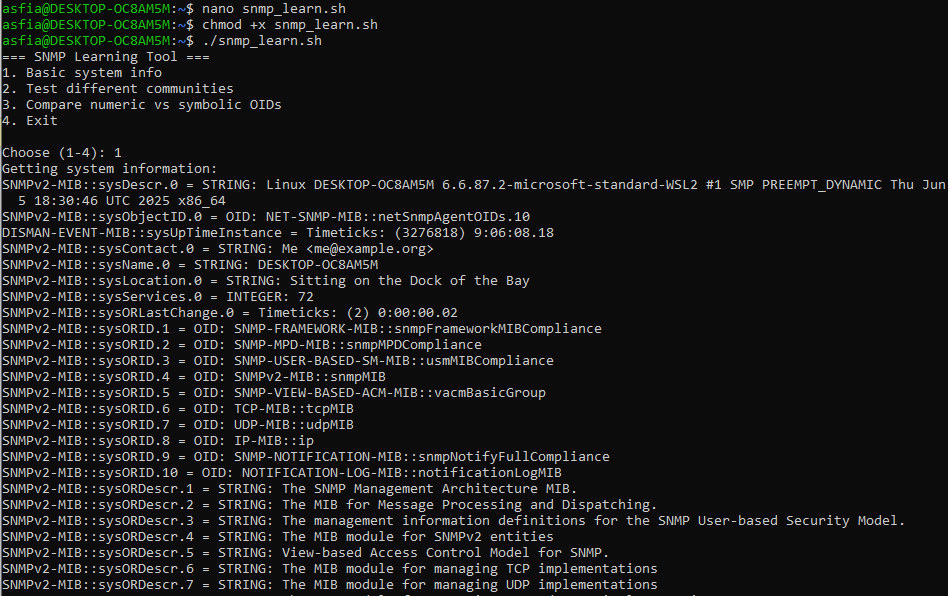 asfia@DESKTOP-OC8AM5M:~$ nano snmp_learn.sh
asfia@DESKTOP-OC8AM5M:~$ chmod +x snmp_learn.sh
asfia@DESKTOP-OC8AM5M:~$ ./snmp_learn.sh
=== SNMP Learning Tool ===
1. Basic system info
2. Test different communities
3. Compare numeric vs symbolic OIDs
4. Exit
Choose (1-4): 1
Getting system information:
SNMPv2-MIB::sysDescr.0 = STRING: Linux DESKTOP-OC8AM5M 6.6.87.2-microsoft-standard-WSL2 #1 SMP PREEMPT_DYNAMIC Thu Jun
5 18:30:46 UTC 2025 x86_64
SNMPv2-MIB::sysObjectID.0 = OID: NET-SNMP-MIB::netSnmpAgentOIDs.10
DISMAN-EVENT-MIB::sysUpTimeInstance = Timeticks: (3276818) 9:06:08.18
SNMPv2-MIB::sysContact.0 = STRING: Me <me@example.org>
SNMPv2-MIB::sysName.0 = STRING: DESKTOP-OC8AM5M
SNMPv2-MIB::sysLocation.0 = STRING: Sitting on the Dock of the Bay
SNMPv2-MIB::sysServices.0 = INTEGER: 72
SNMPv2-MIB::sysORLastChange.0 = Timeticks: (2) 0:00:00.02
SNMPv2-MIB::sysORID.1 = OID: SNMP-FRAMEWORK-MIB::snmpFrameworkMIBCompliance
SNMPv2-MIB::sysORID.2 = OID: SNMP-MPD-MIB::snmpMPDCompliance
SNMPv2-MIB::sysORID.3 = OID: SNMP-USER-BASED-SM-MIB::usmMIBCompliance
SNMPv2-MIB::sysORID.4 = OID: SNMPv2-MIB::snmpMIB
SNMPv2-MIB::sysORID.5 = OID: SNMP-VIEW-BASED-ACM-MIB::vacmBasicGroup
SNMPv2-MIB::sysORID.6 = OID: TCP-MIB::tcpMIB
SNMPv2-MIB::sysORID.7 = OID: UDP-MIB::udpMIB
SNMPv2-MIB::sysORID.8 = OID: IP-MIB::ip
SNMPv2-MIB::sysORID.9 = OID: SNMP-NOTIFICATION-MIB::snmpNotifyFullCompliance
SNMPv2-MIB::sysORID.10 = OID: NOTIFICATION-LOG-MIB::notificationLogMIB
SNMPv2-MIB::sysORDescr.1 = STRING: The SNMP Management Architecture MIB.
SNMPv2-MIB::sysORDescr.2 = STRING: The MIB for Message Processing and Dispatching.
SNMPv2-MIB::sysORDescr.3 = STRING: The management information definitions for the SNMP User-based Security Model.
SNMPv2-MIB::sysORDescr.4 = STRING: The MIB module for SNMPv2 entities
SNMPv2-MIB::sysORDescr.5 = STRING: View-based Access Control Model for SNMP.
SNMPv2-MIB::sysORDescr.6 = STRING: The MIB module for managing TCP implementations
SNMPv2-MIB::sysORDescr.7 = STRING: The MIB module for managing UDP implementations